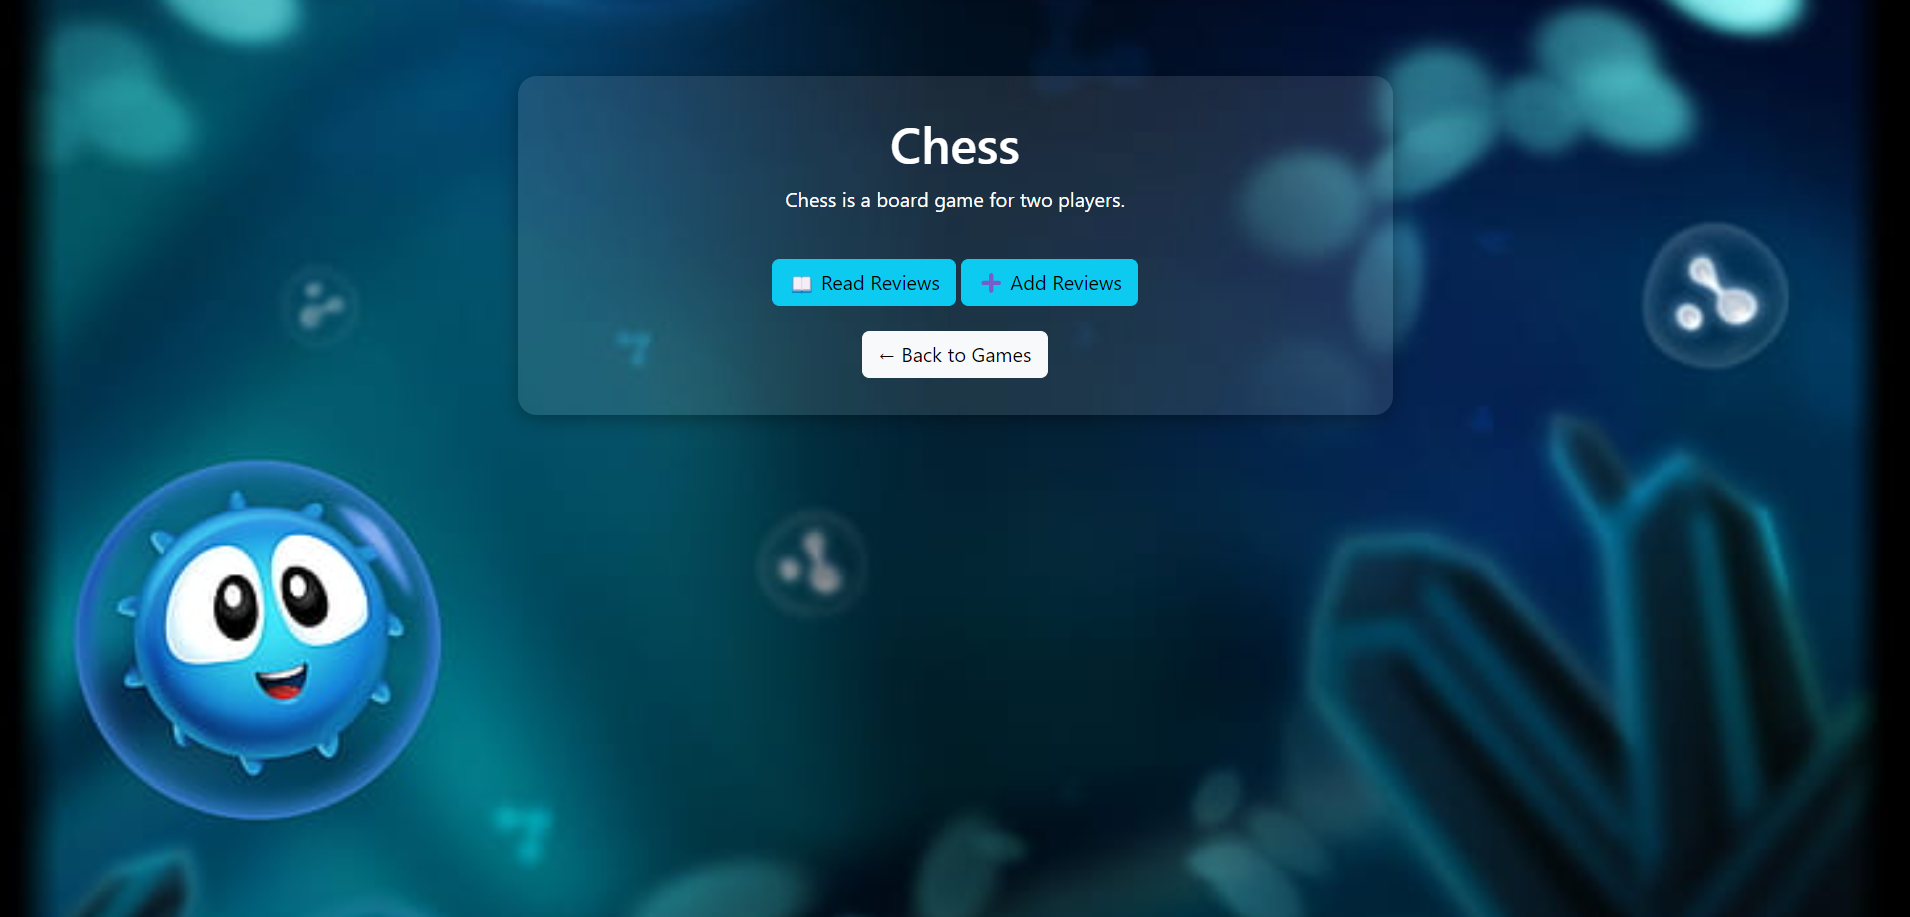 Chess
Chess is a board game for two players.
📖 Read Reviews ➕ Add Reviews
← Back to Games